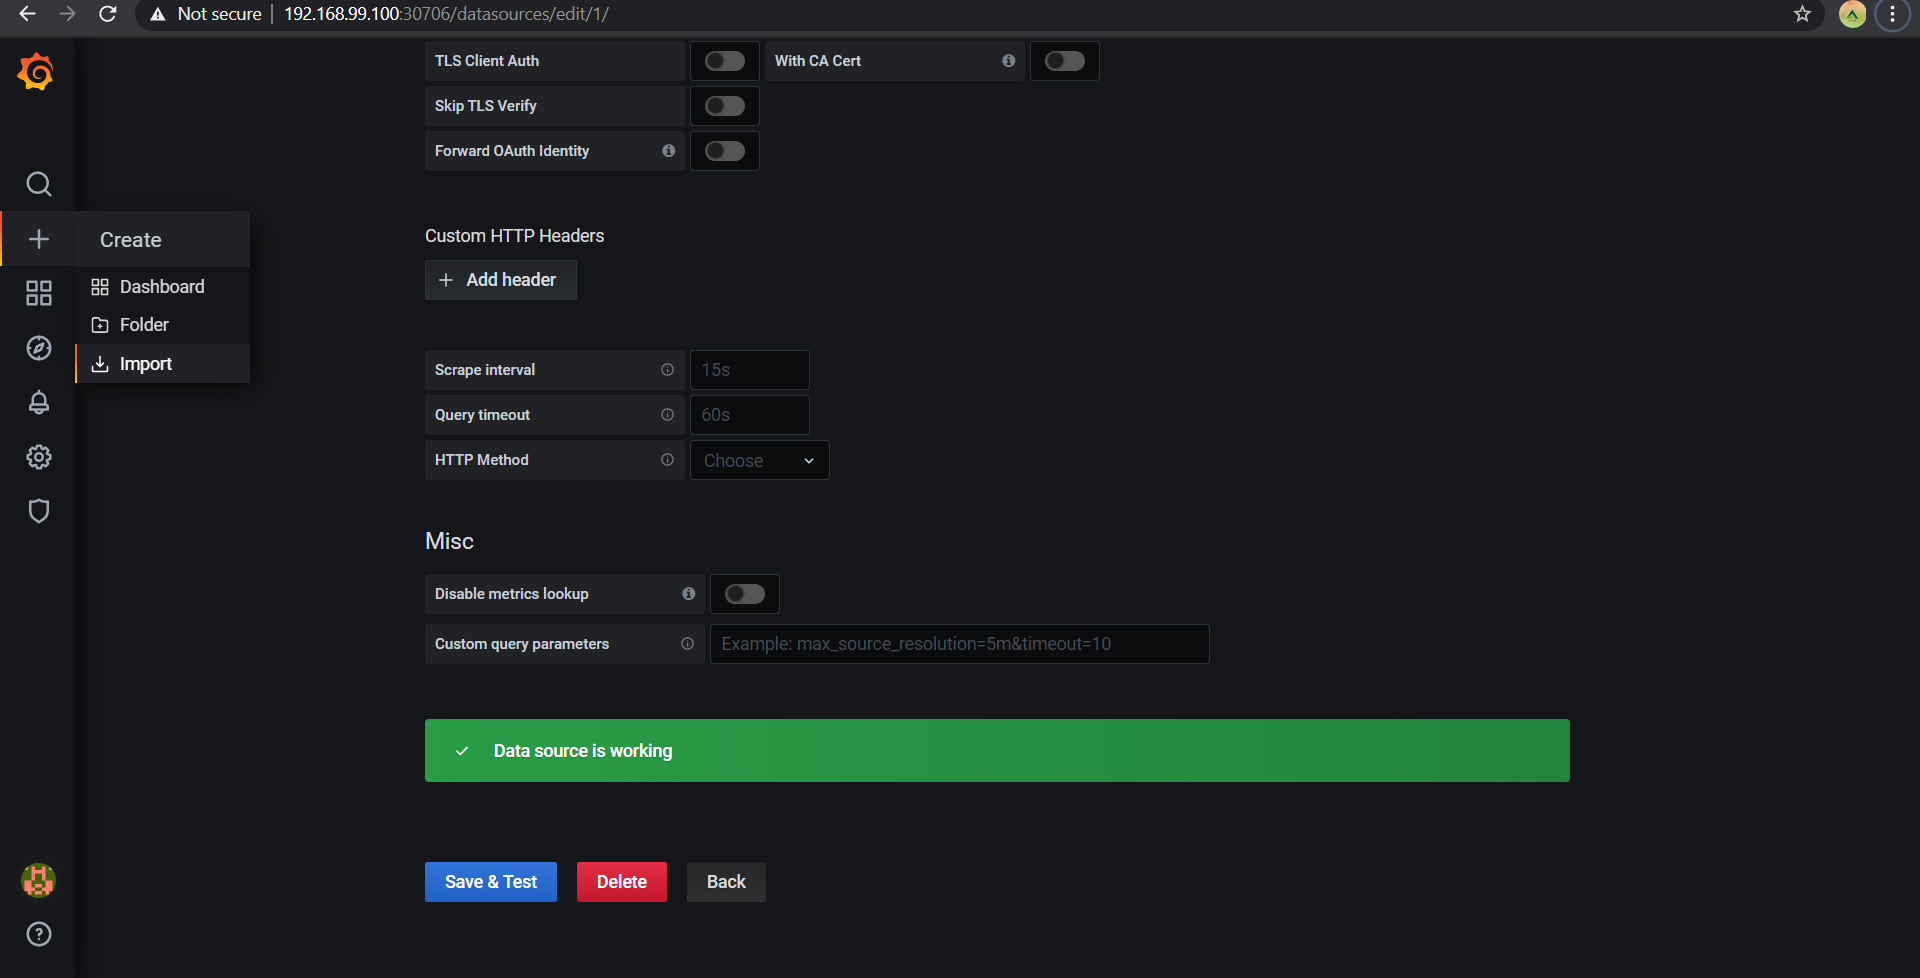 Not secure | 192.168.99.100:30706/datasources/edit/1/
TLS Client Auth
With CA Cert
Skip TLS Verify
Forward OAuth Identity
Create
Dashboard
Folder
Import
Custom HTTP Headers
Add header
Scrape interval
15s
Query timeout
60s
HTTP Method
Choose
Misc
Disable metrics lookup
Custom query parameters
Example: max_source_resolution=5m&timeout=10
Data source is working
Save & Test
Delete
Back